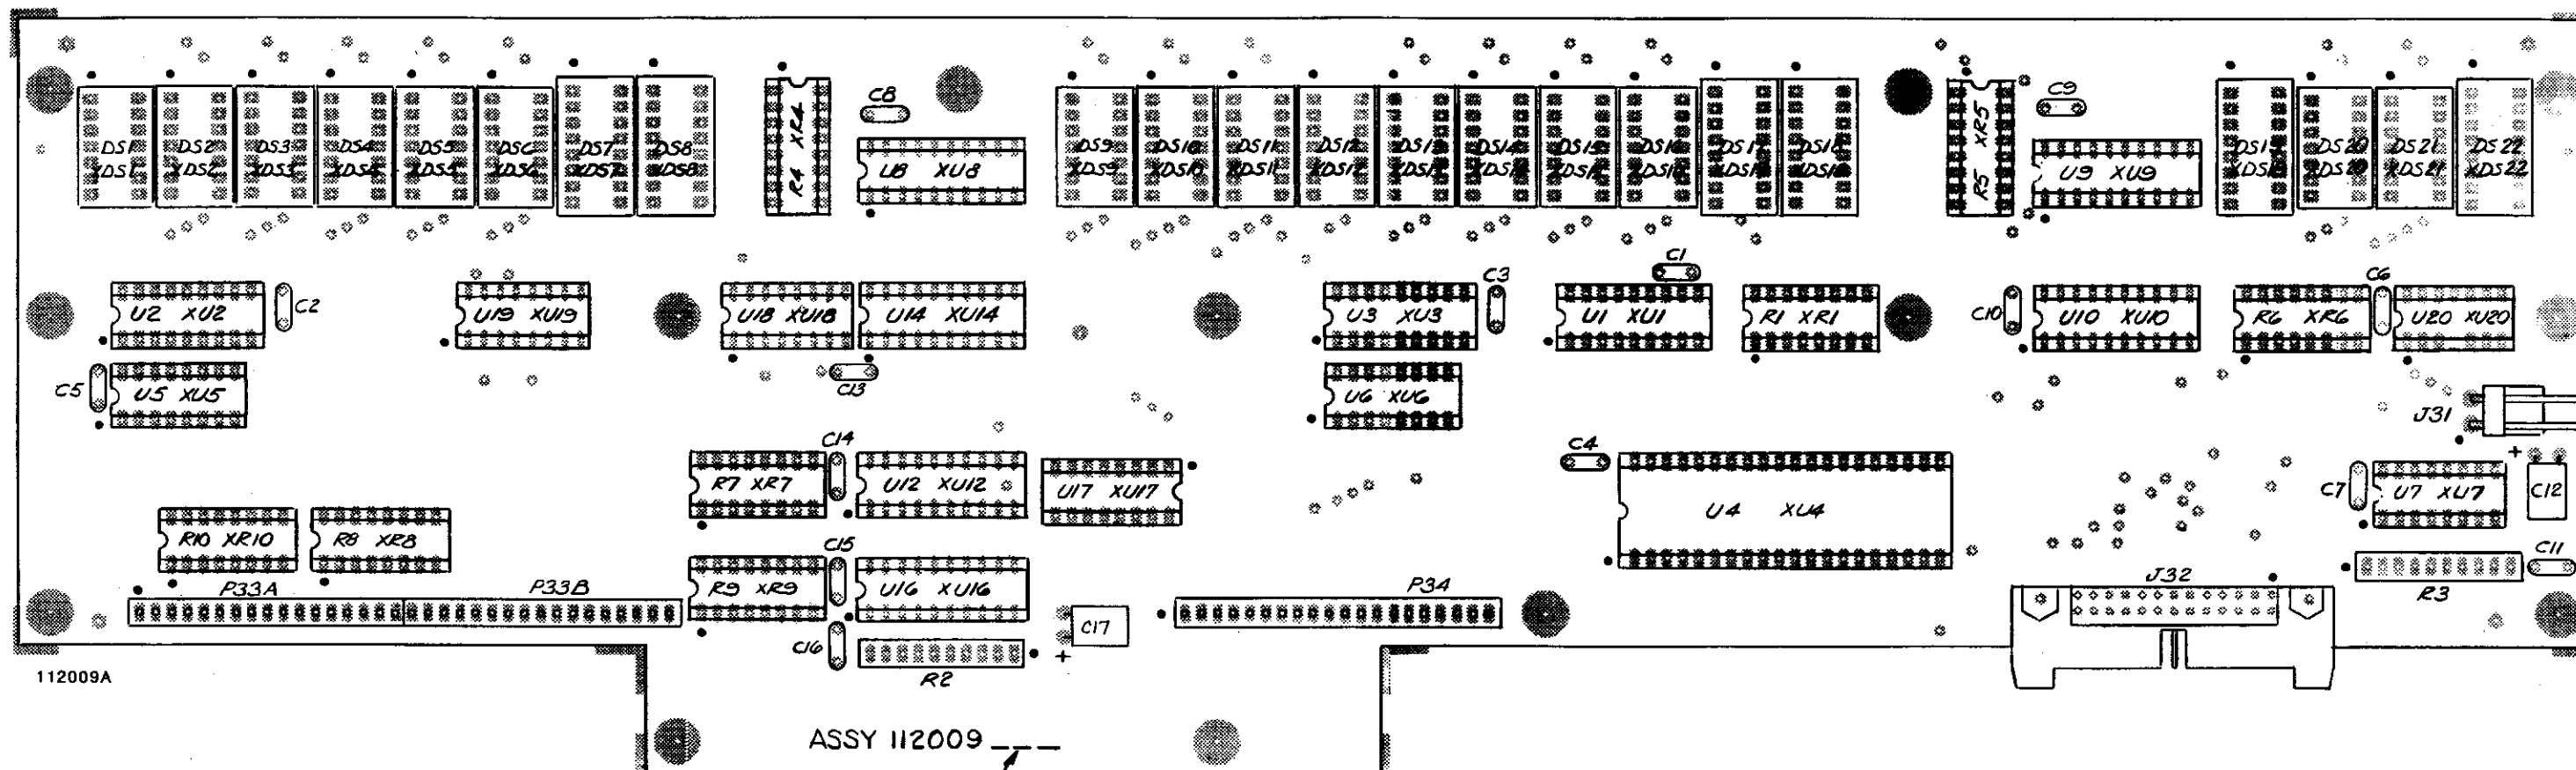 C8
C9
DS1 DS2 DS3 DS4 DS5 DS6 DS7 DS8
XDS1 XDS2 XDS3 XDS4 XDS5 XDS6 XDS7 XDS8
R4 XR4
U8 XU8
DS9 DS10 DS11 DS12 DS13 DS14 DS15 DS16 DS17 DS18
XDS9 XDS10 XDS11 XDS12 XDS13 XDS14 XDS15 XDS16 XDS17 XDS18
R5 XR5
U9 XU9
DS19 DS20 DS21 DS22
XDS19 XDS20 XDS21 XDS22
C1
C3
C6
U2 XU2
C2
U19 XU19
U18 XU18
U14 XU14
U3 XU3
U1 XU1
R1 XR1
C10
U10 XU10
R6 XR6
U20 XU20
C5
U5 XU5
C13
U6 XU6
J31
C14
C4
+
R7 XR7
U12 XU12
U17 XU17
U4 XU4
C7
U7 XU7
C12
R10 XR10
R8 XR8
C15
C11
P33A
P33B
R9 XR9
U16 XU16
P34
J32
R3
C17
C16
+
R2
112009A
ASSY 112009 ___